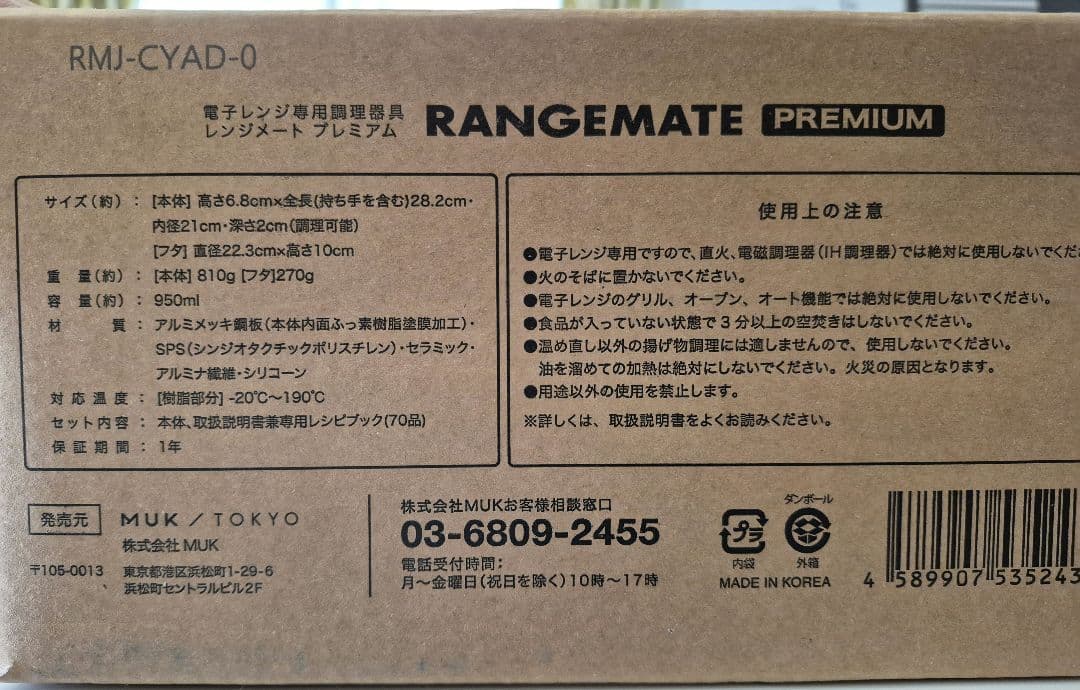 RMJ-CYAD-0
電子レンジ専用調理器具
レンジメート プレミアム
RANGEMATE PREMIUM
サイズ(約)： [本体] 高さ6.8cm×全長(持ち手を含む)28.2cm・
内径21cm・深さ2cm(調理可能)
[フタ] 直径22.3cm×高さ10cm
重量(約)： [本体] 810g [フタ]270g
容量(約)： 950ml
材質： アルミメッキ鋼板(本体内面ふっ素樹脂塗膜加工)・
SPS(シンジオタクチックポリスチレン)・セラミック・
アルミナ繊維・シリコーン
対応温度： [樹脂部分] -20℃～190℃
セット内容： 本体、取扱説明書兼専用レシピブック(70品)
保証期間： 1年
使用上の注意
●電子レンジ専用ですので、直火、電磁調理器(IH調理器)では絶対に使用しないでくだ
●火のそばに置かないでください。
●電子レンジのグリル、オーブン、オート機能では絶対に使用しないでください。
●食品が入っていない状態で3分以上の空焚きはしないでください。
●温め直し以外の揚げ物調理には適しませんので、使用しないでください。
油を溜めての加熱は絶対にしないでください。火災の原因となります。
●用途以外の使用を禁止します。
※詳しくは、取扱説明書をよくお読みください。
発売元 MUK / TOKYO
株式会社 MUK
〒105-0013 東京都港区浜松町1-29-6
浜松町セントラルビル2F
株式会社MUKお客様相談窓口
03-6809-2455
電話受付時間：
月～金曜日(祝日を除く)10時～17時
プラ
内袋
ダンボール
外箱
MADE IN KOREA
4 589907 535243